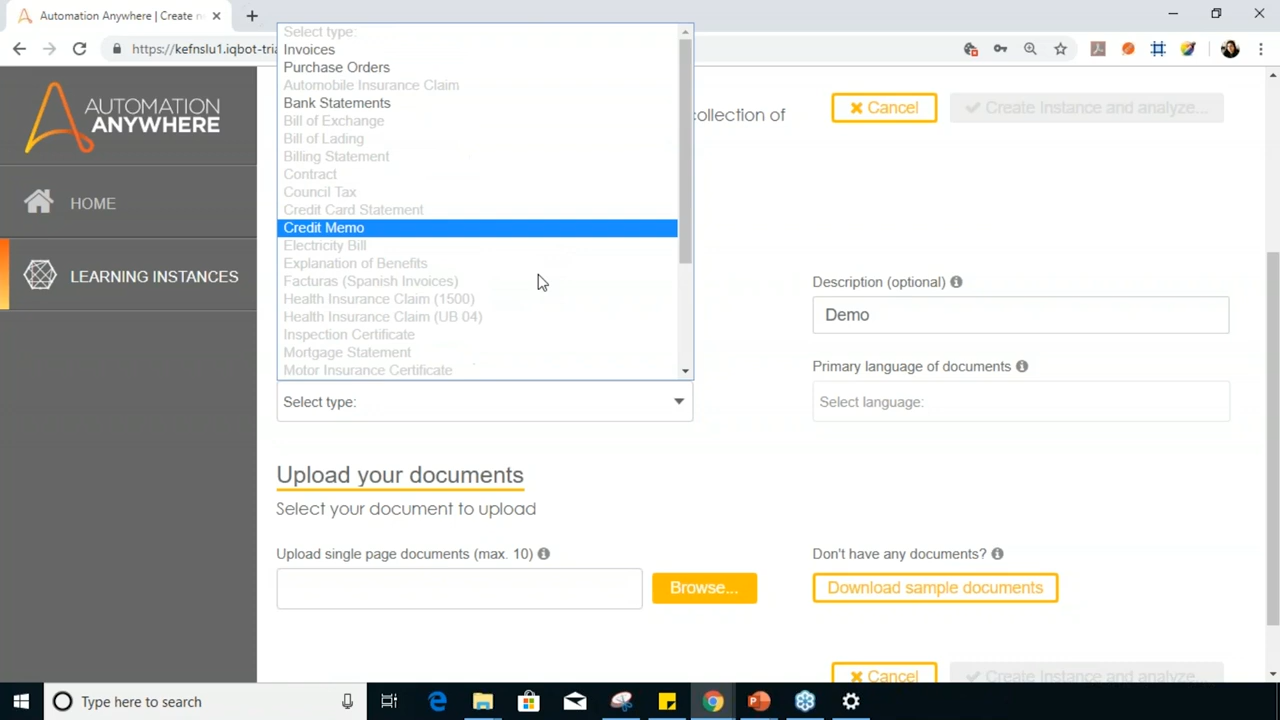 Automation Anywhere | Create n
https://kefnslu1.iqbot-tria
AUTOMATION
ANYWHERE
HOME
LEARNING INSTANCES
Select type:
Invoices
Purchase Orders
Automobile Insurance Claim
Bank Statements
Bill of Exchange
Bill of Lading
Billing Statement
Contract
Council Tax
Credit Card Statement
Credit Memo
Electricity Bill
Explanation of Benefits
Facturas (Spanish Invoices)
Health Insurance Claim (1500)
Health Insurance Claim (UB 04)
Inspection Certificate
Mortgage Statement
Motor Insurance Certificate
Select type:
collection of
Cancel
Create Instance and analyze...
Description (optional)
Demo
Primary language of documents
Select language:
Upload your documents
Select your document to upload
Upload single page documents (max. 10)
Browse...
Don't have any documents?
Download sample documents
Cancel
Create Instance and analyze...
Type here to search